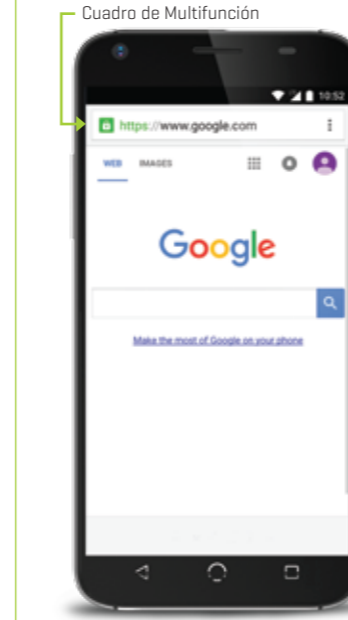 Cuadro de Multifunción
10:52
https://www.google.com
WEB IMAGES
Google
Make the most of Google on your phone